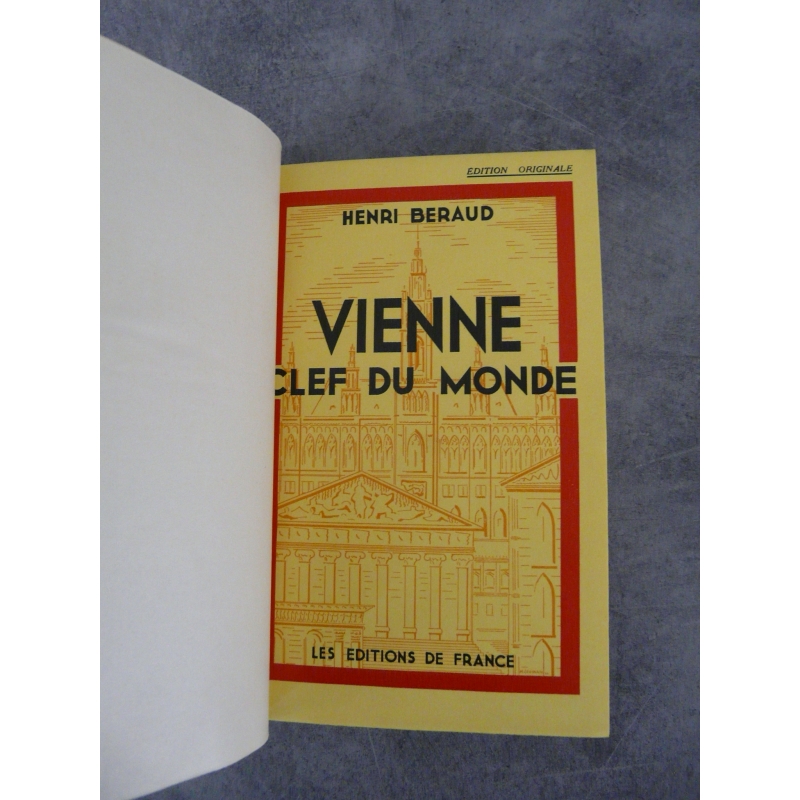 EDITION ORIGINALE
HENRI BERAUD
VIENNE
CLEF DU MONDE
LES EDITIONS DE FRANCE